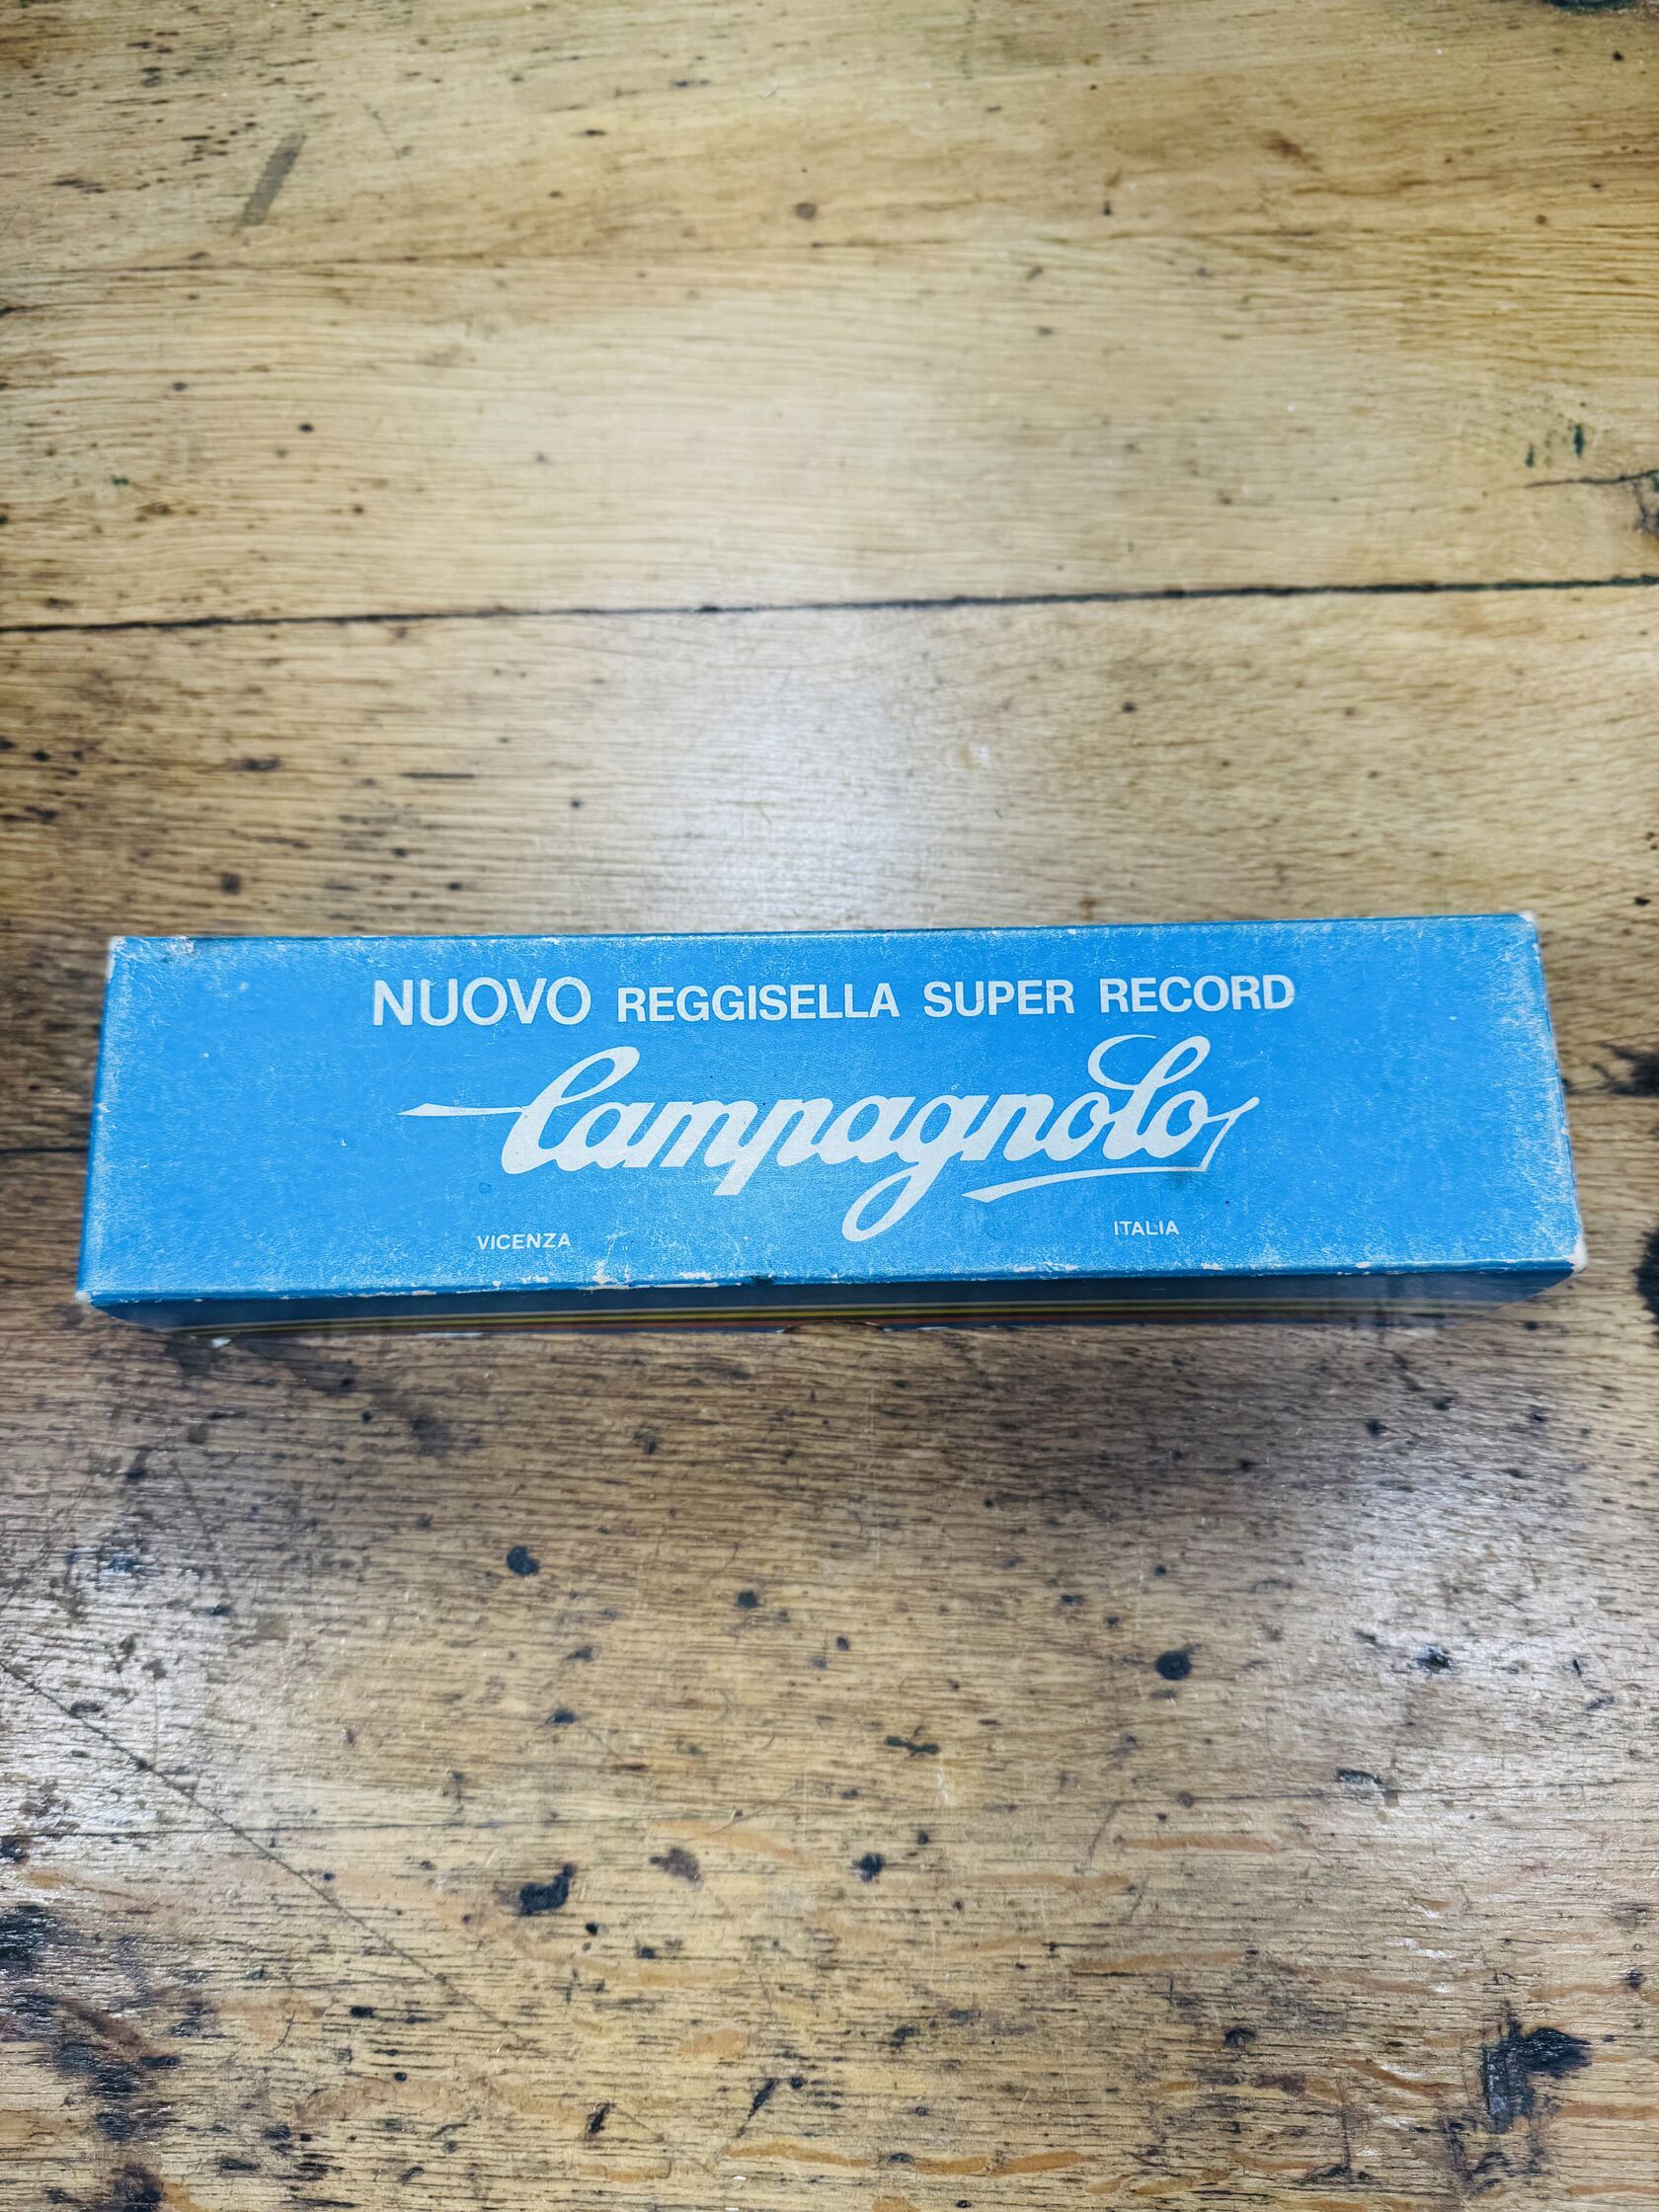 NUOVO REGGISELLA SUPER RECORD
Campagnolo
VICENZA ITALIA